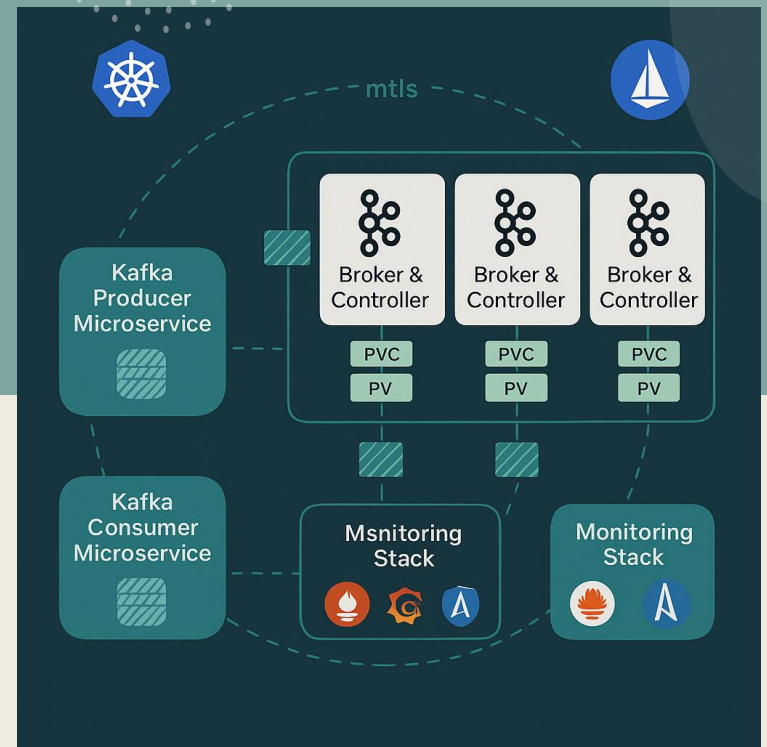 mtls
Kafka
Producer
Microservice
Broker &
Controller
Broker &
Controller
Broker &
Controller
PVC
PVC
PVC
PV
PV
PV
Kafka
Consumer
Microservice
Msnitoring
Stack
Monitoring
Stack